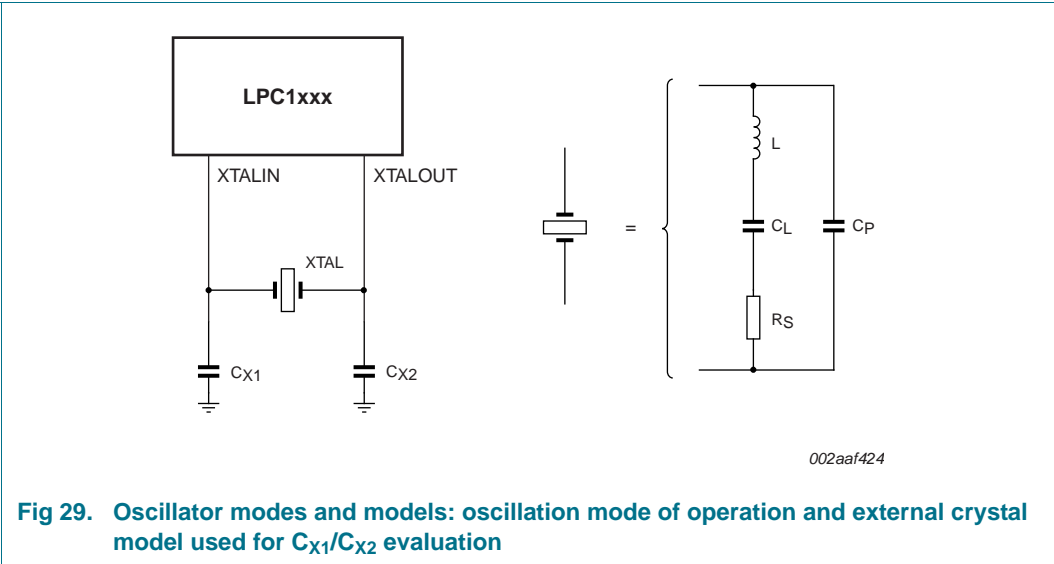 LPC1xxx
XTALIN
XTALOUT
XTAL
CX1
CX2
=
L
CL
CP
RS
002aaf424
Fig 29. Oscillator modes and models: oscillation mode of operation and external crystal
model used for CX1/CX2 evaluation